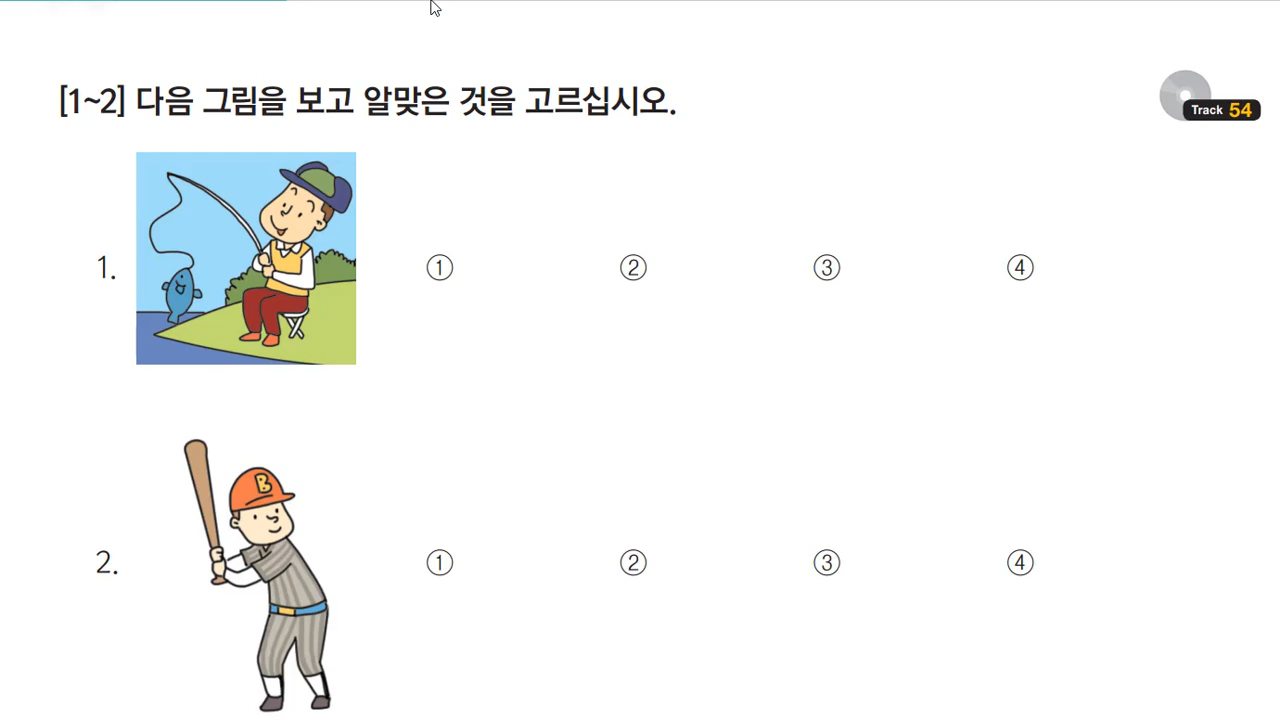 [1~2] 다음 그림을 보고 알맞은 것을 고르십시오.
Track 54
1. ① ② ③ ④
B
2. ① ② ③ ④